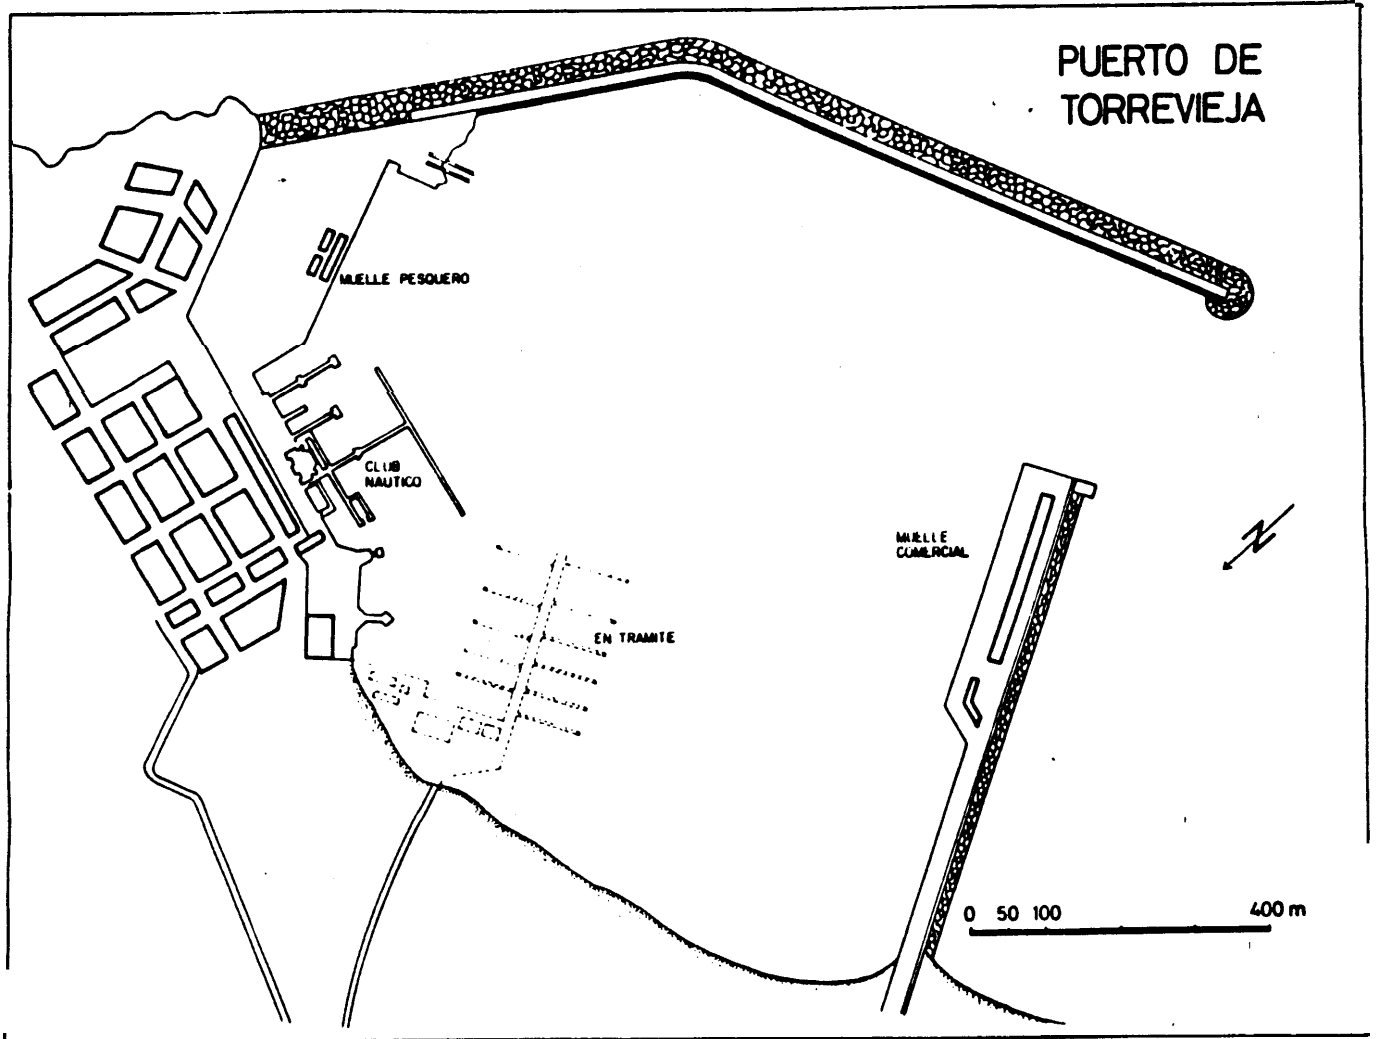 PUERTO DE
TORREVIEJA
MUELLE PESQUERO
CLUB
NAUTICO
MUELLE
COMERCIAL
N
EN TRAMITE
0 50 100 400 m